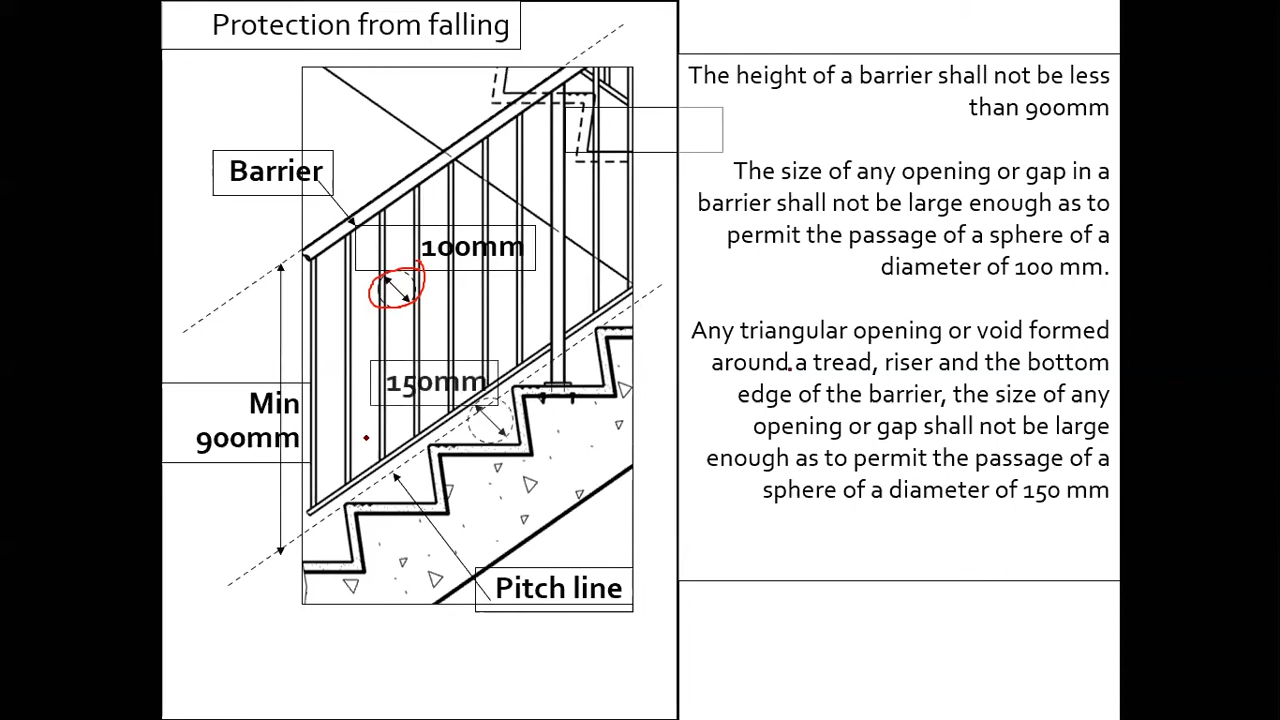 Protection from falling
Barrier
100mm
150mm
Min
900mm
Pitch line
The height of a barrier shall not be less
than 900mm
The size of any opening or gap in a
barrier shall not be large enough as to
permit the passage of a sphere of a
diameter of 100 mm.
Any triangular opening or void formed
around a tread, riser and the bottom
edge of the barrier, the size of any
opening or gap shall not be large
enough as to permit the passage of a
sphere of a diameter of 150 mm